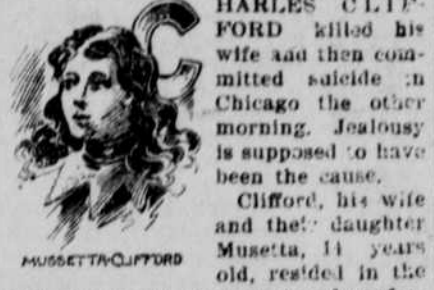 CHARLES CLIF-
FORD killed his
wife and then com-
mitted suicide in
Chicago the other
morning. Jealousy
is supposed to have
been the cause.
Clifford, his wife
and their daughter
Musetta, 14 years
old, resided in the
MUSSETTA CLIFFORD